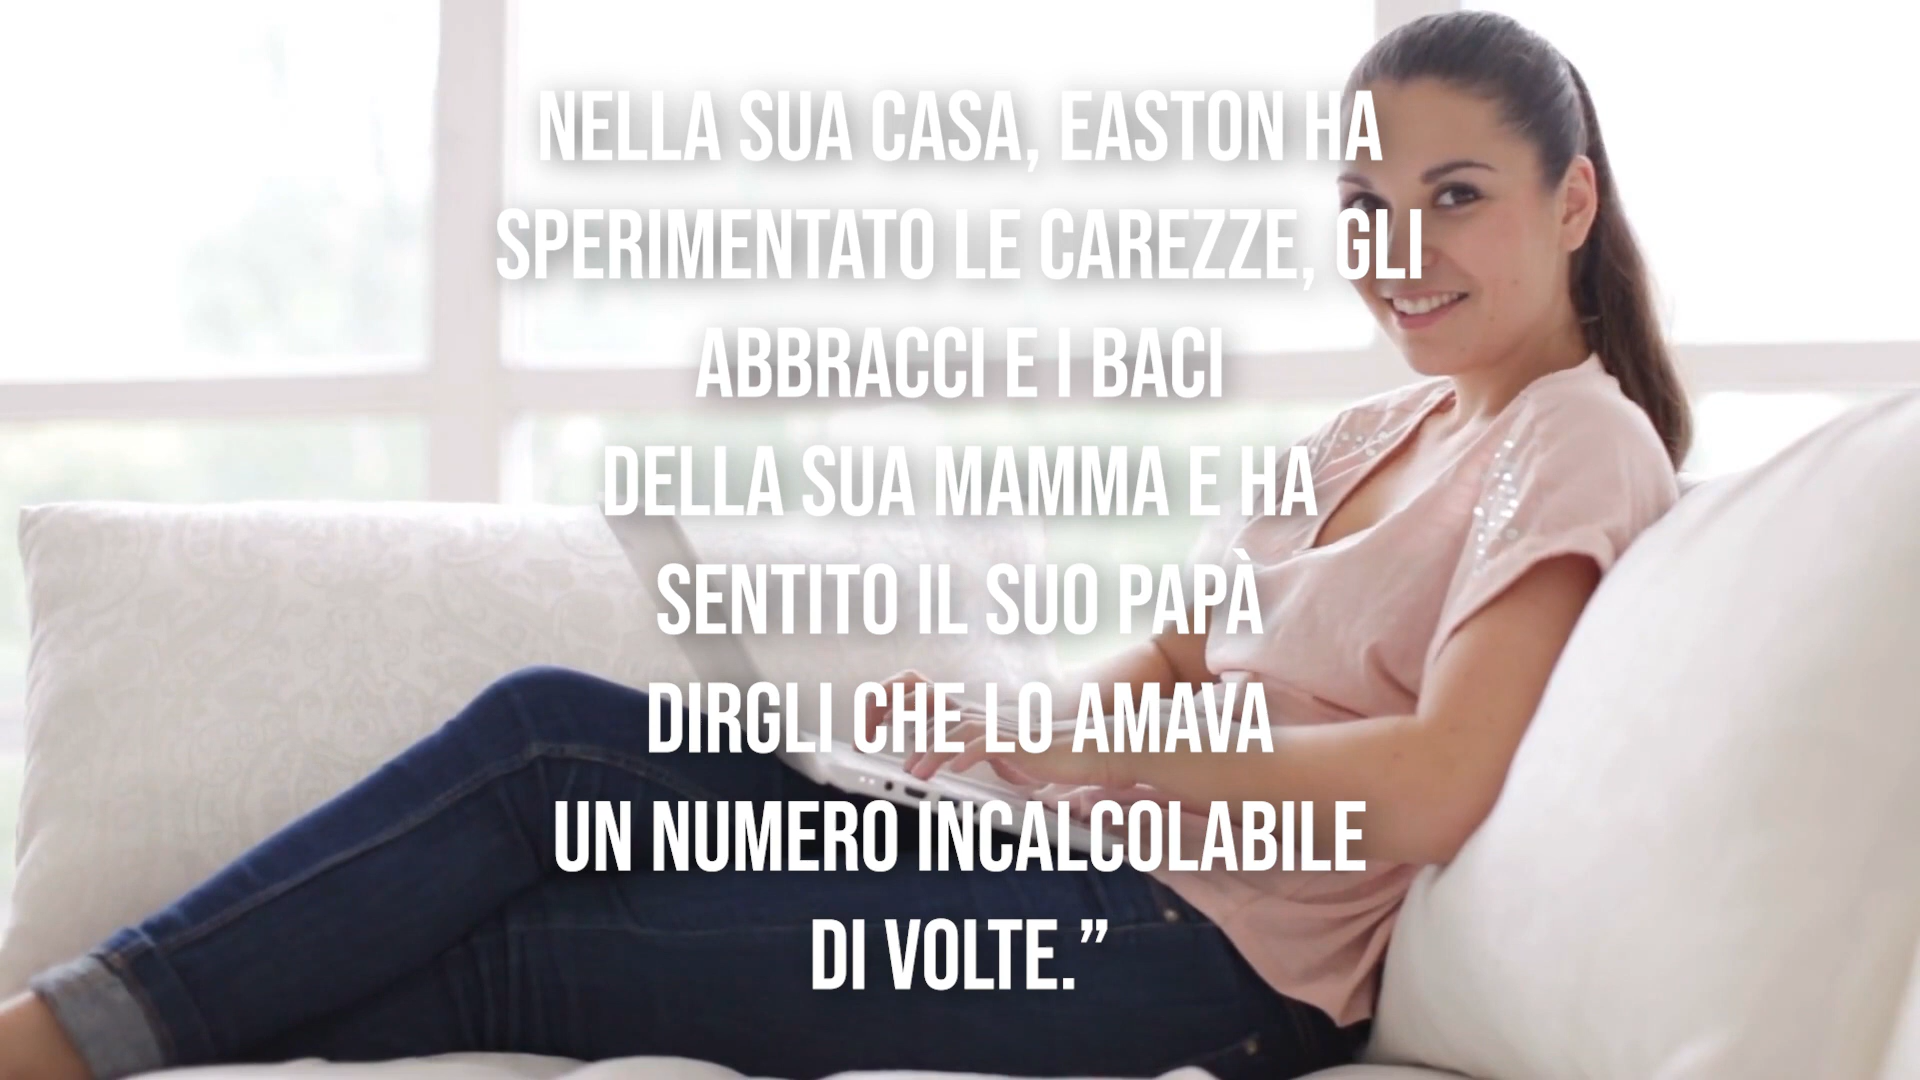 NELLA SUA CASA, EASTON HA
SPERIMENTATO LE CAREZZE, GLI
ABBRACCI E I BACI
DELLA SUA MAMMA E HA
SENTITO IL SUO PAPÀ
DIRGLI CHE LO AMAVA
UN NUMERO INCALCOLABILE
DI VOLTE.”